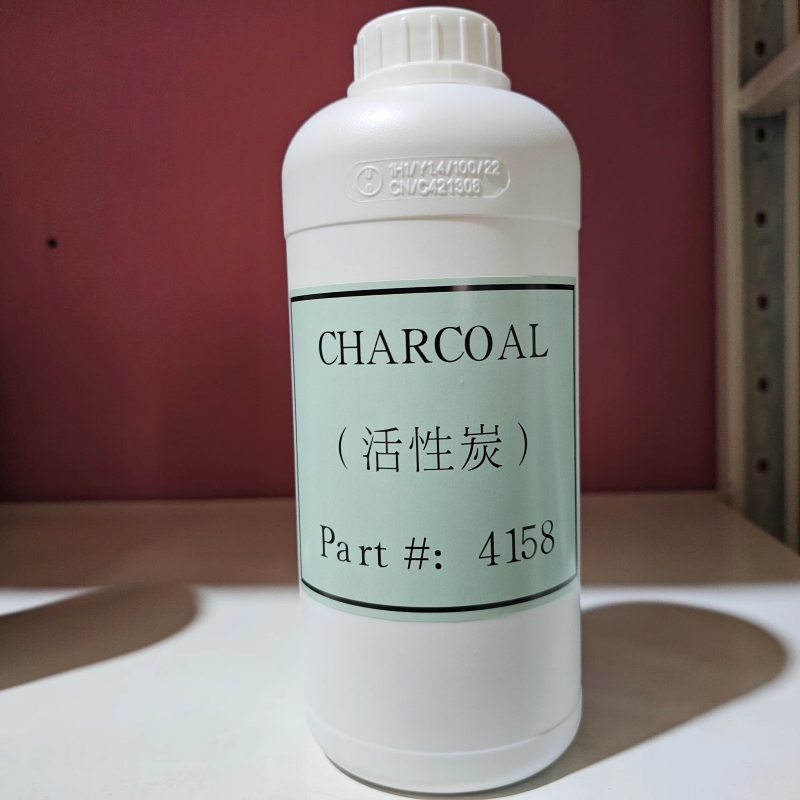 1H1/Y1.4/100/22
CN/C421308
CHARCOAL
（活性炭）
Part #: 4158